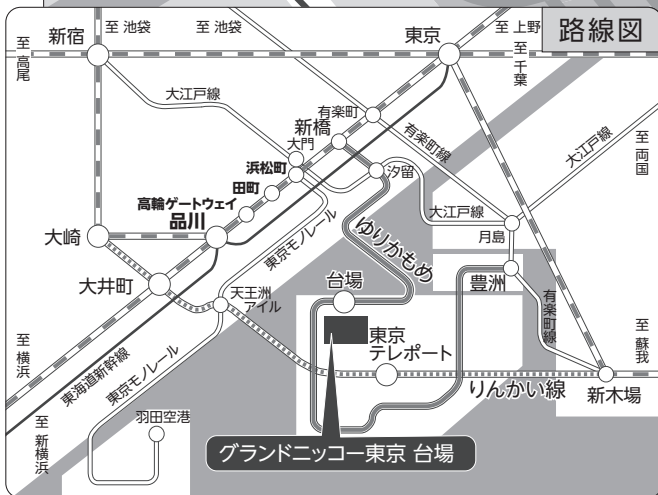 路線図
至 池袋
至 池袋
至 上野
至 千葉
新宿
東京
至 高尾
大江戸線
有楽町
新橋
大門
有楽町線
大江戸線
至 両国
浜松町
田町
高輪ゲートウェイ
品川
汐留
大江戸線
月島
大崎
東京モノレール
ゆりかもめ
大井町
天王洲
アイル
台場
豊洲
有楽町線
東京
テレポート
至 蘇我
至 横浜
東海道新幹線
東京モノレール
りんかい線
新木場
至 新横浜
羽田空港
グランドニッコー東京 台場